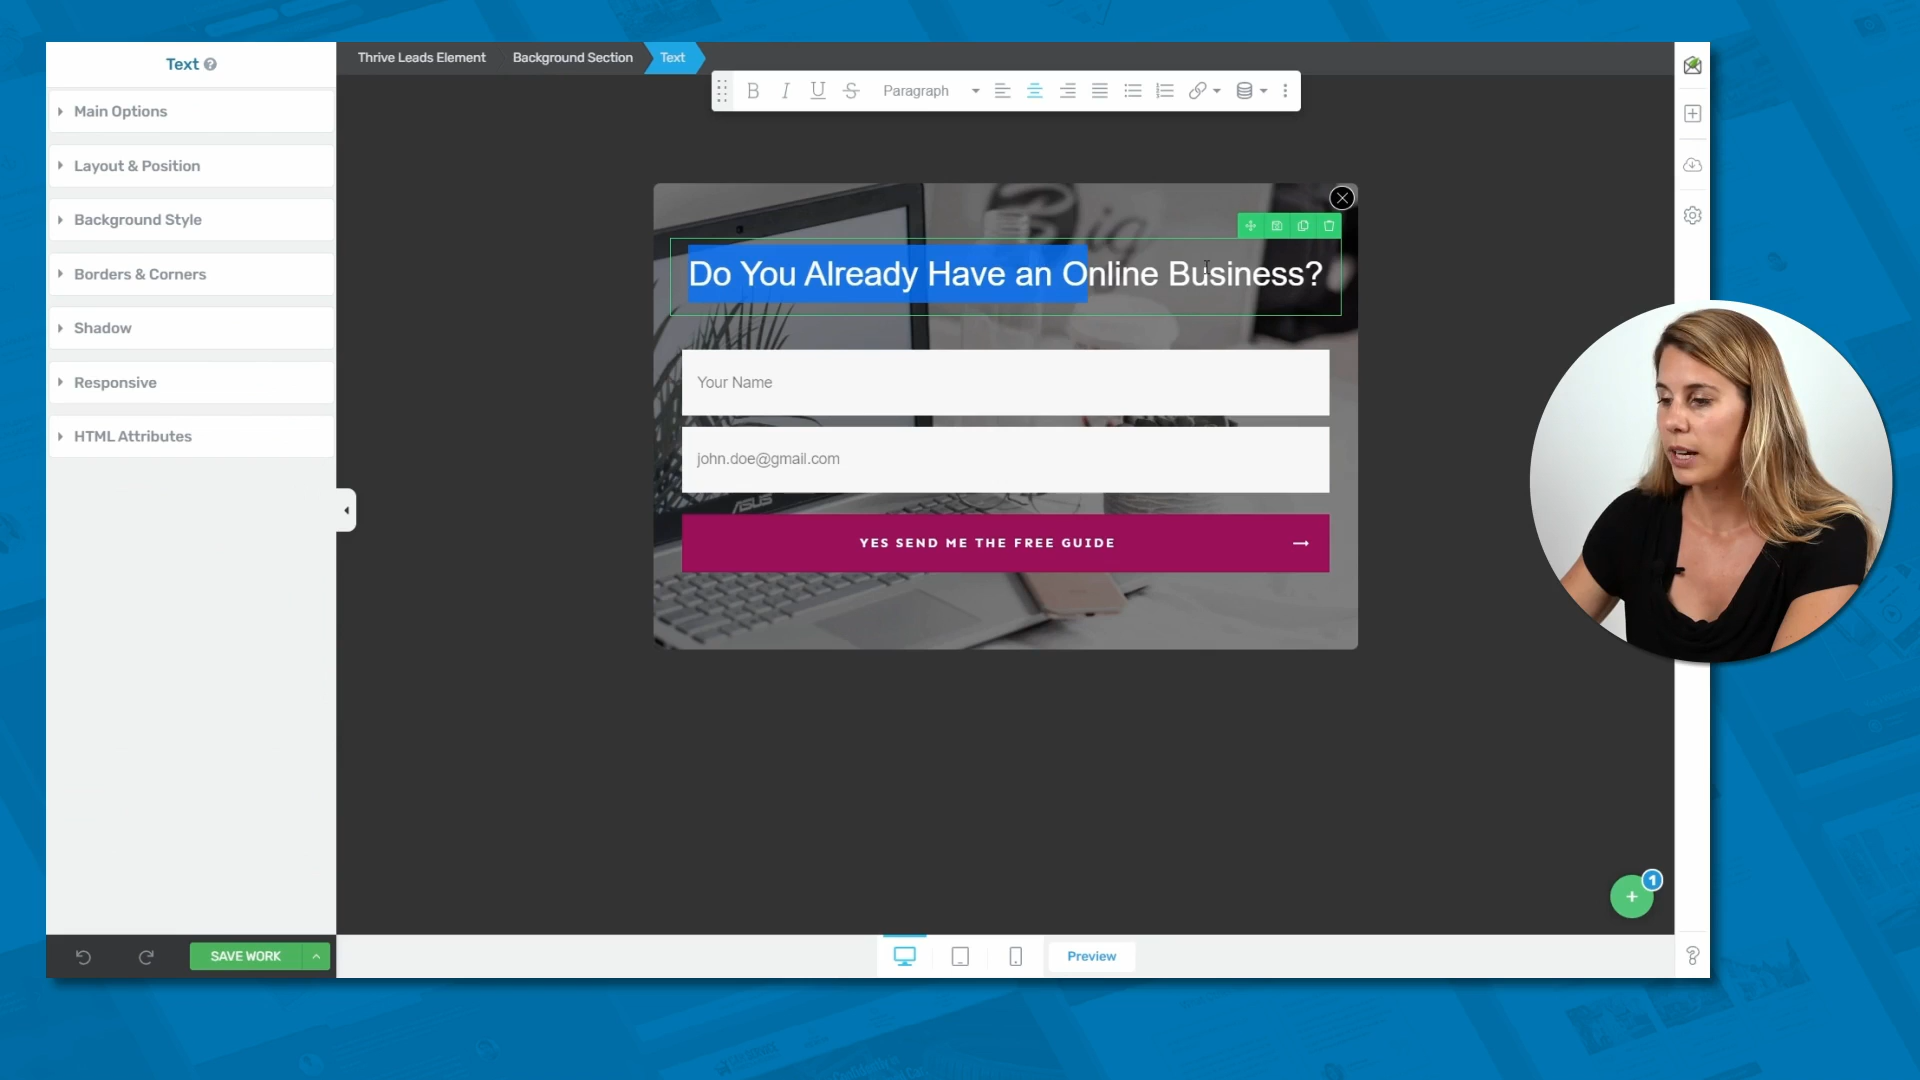 Text
Thrive Leads Element
Background Section
Text
Paragraph
Main Options
Layout & Position
Background Style
Borders & Corners
Shadow
Responsive
HTML Attributes
Do You Already Have an Online Business?
Your Name
john.doe@gmail.com
ASUS
YES SEND ME THE FREE GUIDE
1
SAVE WORK
Preview